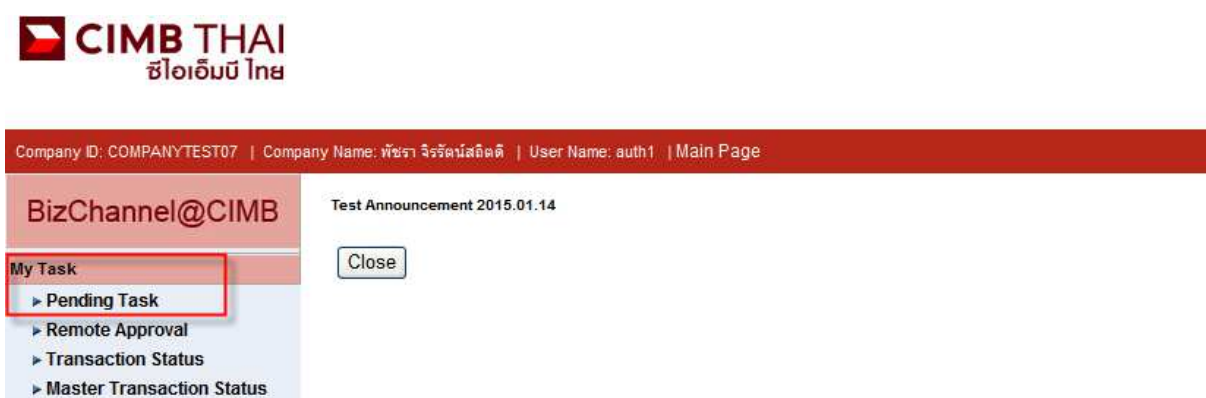 CIMB THAI
ซีไอเอ็มบี ไทย
Company ID: COMPANYTEST07 | Company Name: พัชรา จิรรัตน์สถิตดี | User Name: auth1 | Main Page
BizChannel@CIMB
Test Announcement 2015.01.14
Close
My Task
Pending Task
Remote Approval
Transaction Status
Master Transaction Status